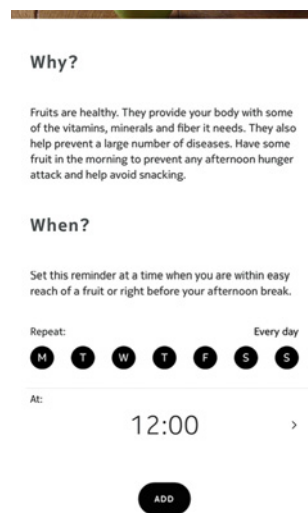 Why?
Fruits are healthy. They provide your body with some
of the vitamins, minerals and fiber it needs. They also
help prevent a large number of diseases. Have some
fruit in the morning to prevent any afternoon hunger
attack and help avoid snacking.
When?
Set this reminder at a time when you are within easy
reach of a fruit or right before your afternoon break.
Repeat: Every day
M T W T F S S
At:
12:00 >
ADD